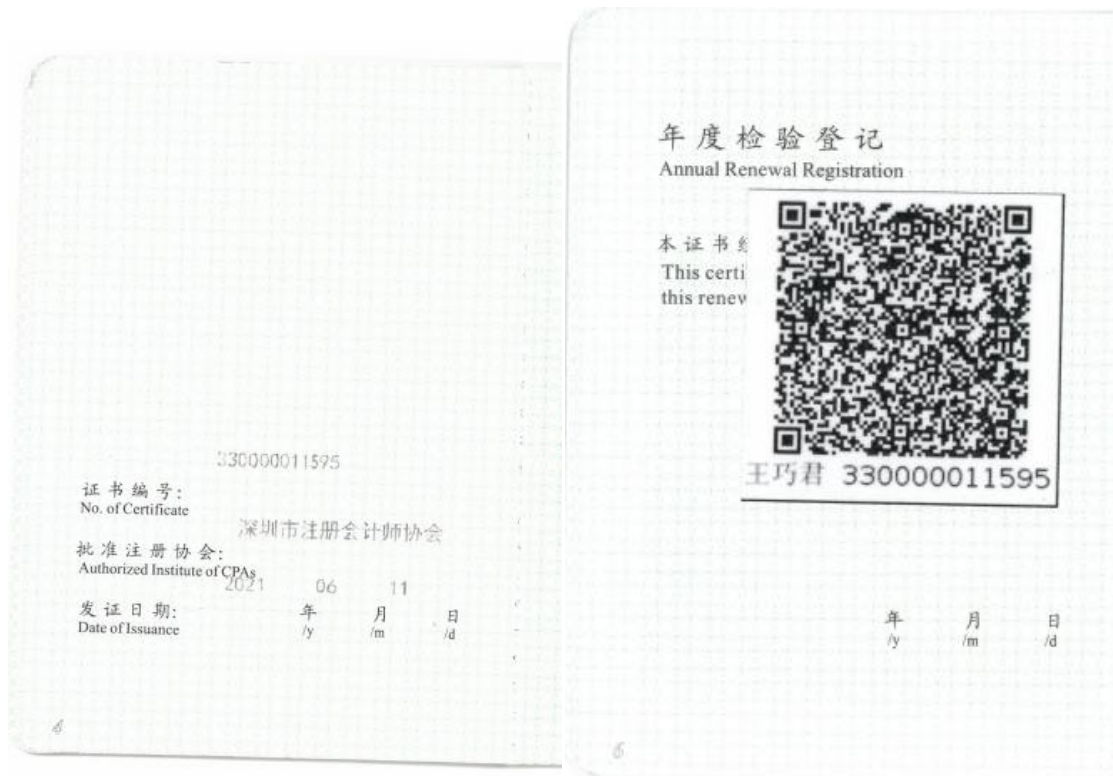 330000011595
证书编号:
No. of Certificate
深圳市注册会计师协会
批准注册协会:
Authorized Institute of CPAs
2021 06 11
发证日期: 年 月 日
Date of Issuance /y /m /d
6
年度检验登记
Annual Renewal Registration
本证书
This certi
this renew
王巧君 330000011595
年 月 日
/y /m /d
6